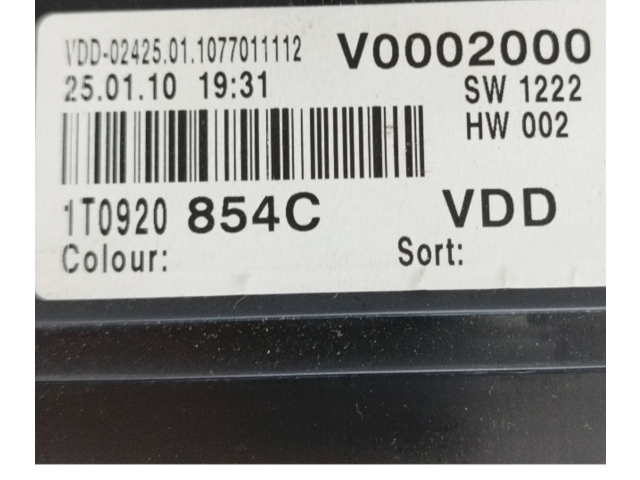 VDD-02425.01.1077011112 V0002000
25.01.10 19:31 SW 1222
HW 002
1T0920 854C VDD
Colour: Sort: